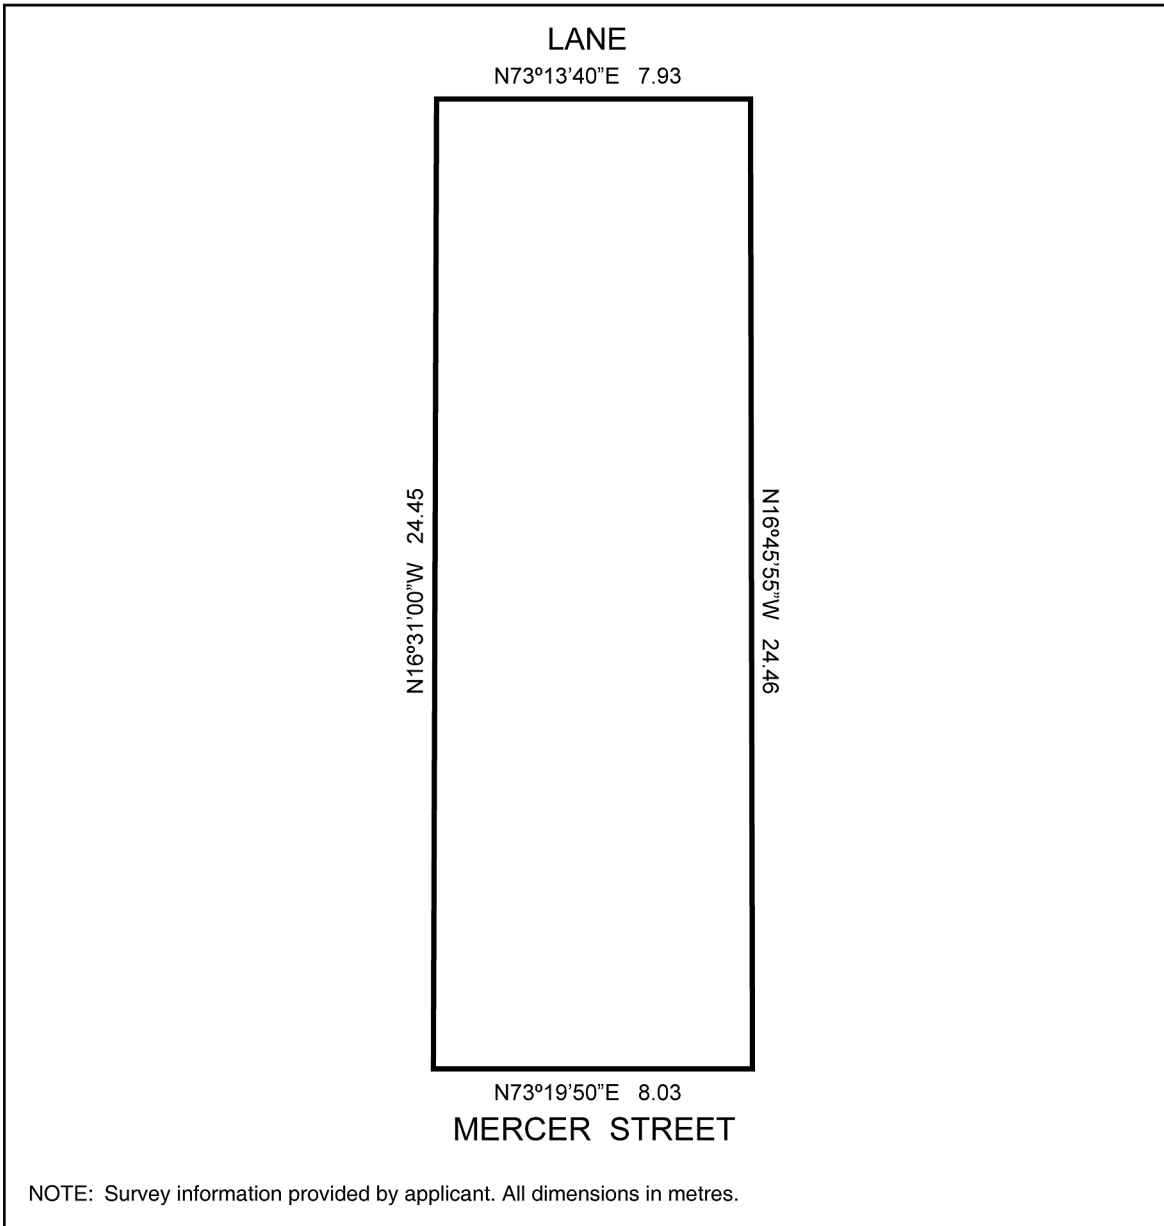 LANE
N73º13’40”E 7.93
N16º31’00”W 24.45
N16º45’55”W 24.46
N73º19’50”E 8.03
MERCER STREET
NOTE: Survey information provided by applicant. All dimensions in metres.